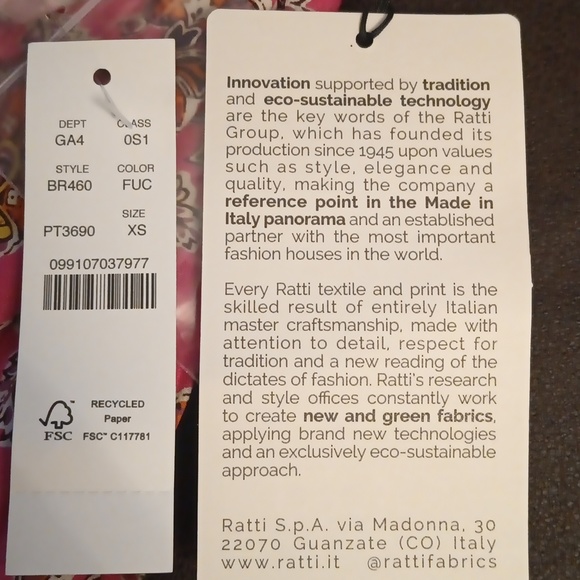 DEPT CLASS
GA4 0S1
STYLE COLOR
BR460 FUC
SIZE
PT3690 XS
099107037977
RECYCLED
Paper
FSC
FSC™ C117781
Innovation supported by tradition
and eco-sustainable technology
are the key words of the Ratti
Group, which has founded its
production since 1945 upon values
such as style, elegance and
quality, making the company a
reference point in the Made in
Italy panorama and an established
partner with the most important
fashion houses in the world.
Every Ratti textile and print is the
skilled result of entirely Italian
master craftsmanship, made with
attention to detail, respect for
tradition and a new reading of the
dictates of fashion. Ratti's research
and style offices constantly work
to create new and green fabrics,
applying brand new technologies
and an exclusively eco-sustainable
approach.
Ratti S.p.A. via Madonna, 30
22070 Guanzate (CO) Italy
www.ratti.it @rattifabrics